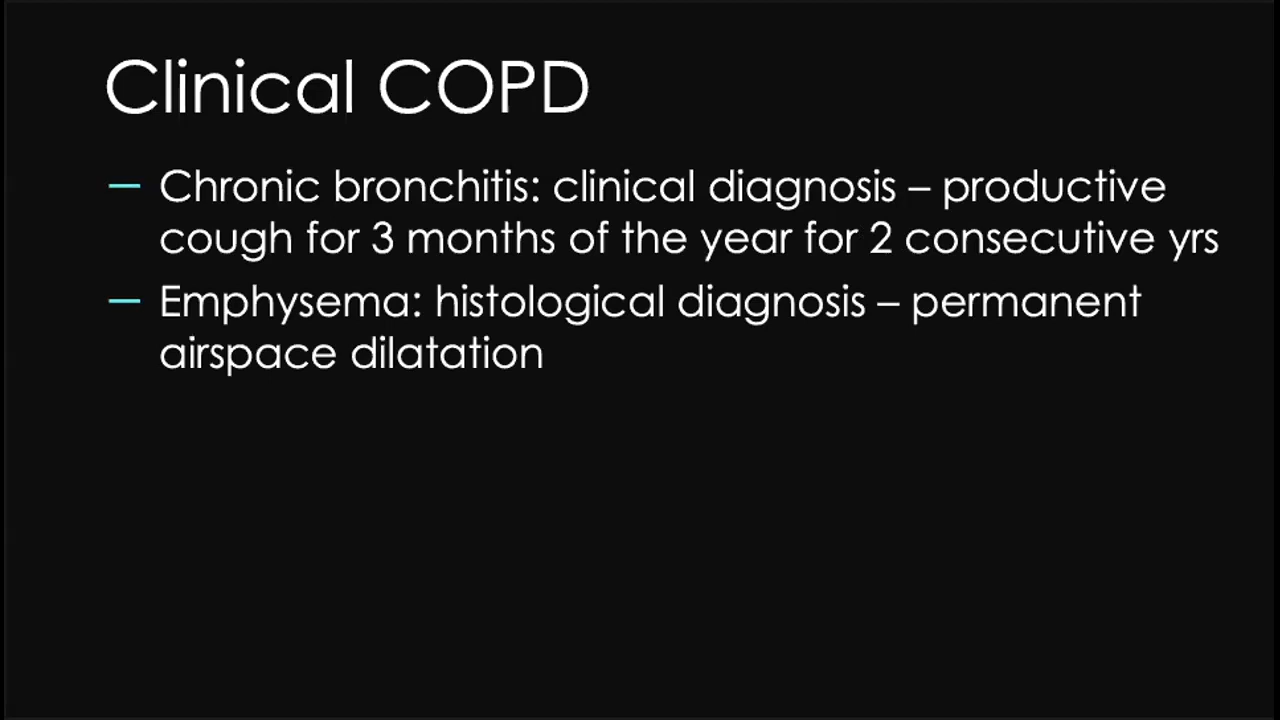 Clinical COPD
— Chronic bronchitis: clinical diagnosis – productive
cough for 3 months of the year for 2 consecutive yrs
— Emphysema: histological diagnosis – permanent
airspace dilatation